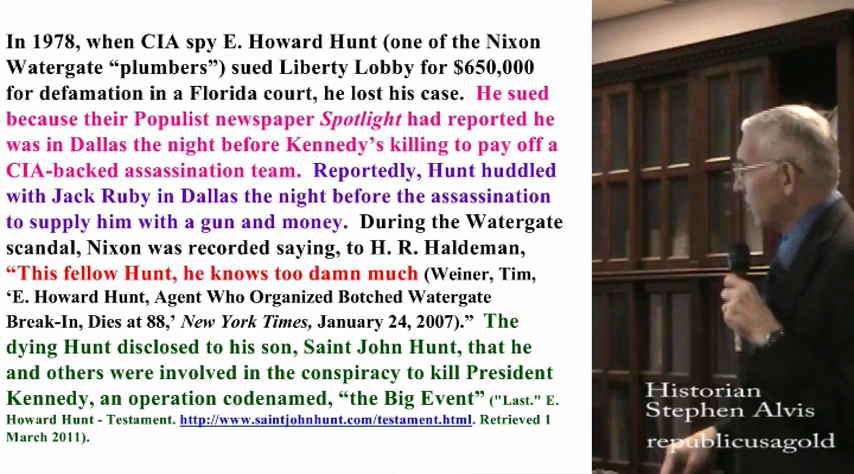 In 1978, when CIA spy E. Howard Hunt (one of the Nixon
Watergate “plumbers”) sued Liberty Lobby for $650,000
for defamation in a Florida court, he lost his case.  He sued
because their Populist newspaper Spotlight had reported he
was in Dallas the night before Kennedy’s killing to pay off a
CIA-backed assassination team.  Reportedly, Hunt huddled
with Jack Ruby in Dallas the night before the assassination
to supply him with a gun and money.  During the Watergate
scandal, Nixon was recorded saying, to H. R. Haldeman,
“This fellow Hunt, he knows too damn much (Weiner, Tim,
‘E. Howard Hunt, Agent Who Organized Botched Watergate
Break-In, Dies at 88,’ New York Times, January 24, 2007).”  The
dying Hunt disclosed to his son, Saint John Hunt, that he
and others were involved in the conspiracy to kill President
Kennedy, an operation codenamed, “the Big Event” ("Last." E.
Howard Hunt - Testament. http://www.saintjohnhunt.com/testament.html. Retrieved 1
March 2011).
Historian
Stephen Alvis
republicusagold